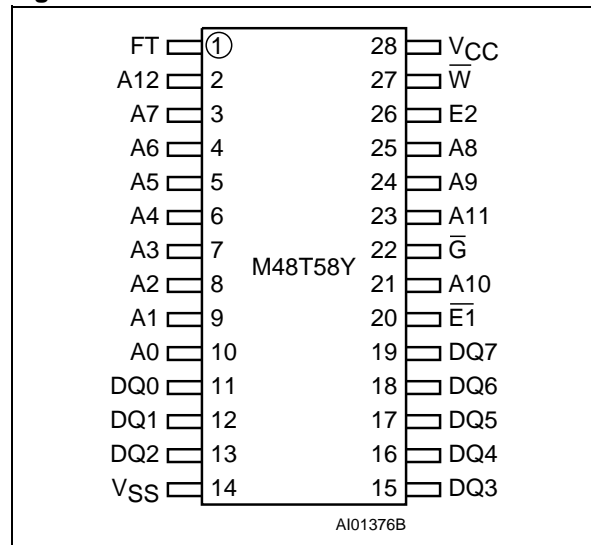 FT 1 28 VCC
A12 2 27 W̅
A7 3 26 E2
A6 4 25 A8
A5 5 24 A9
A4 6 23 A11
A3 7 22 G̅
M48T58Y
A2 8 21 A10
A1 9 20 E̅1̅
A0 10 19 DQ7
DQ0 11 18 DQ6
DQ1 12 17 DQ5
DQ2 13 16 DQ4
VSS 14 15 DQ3
AI01376B